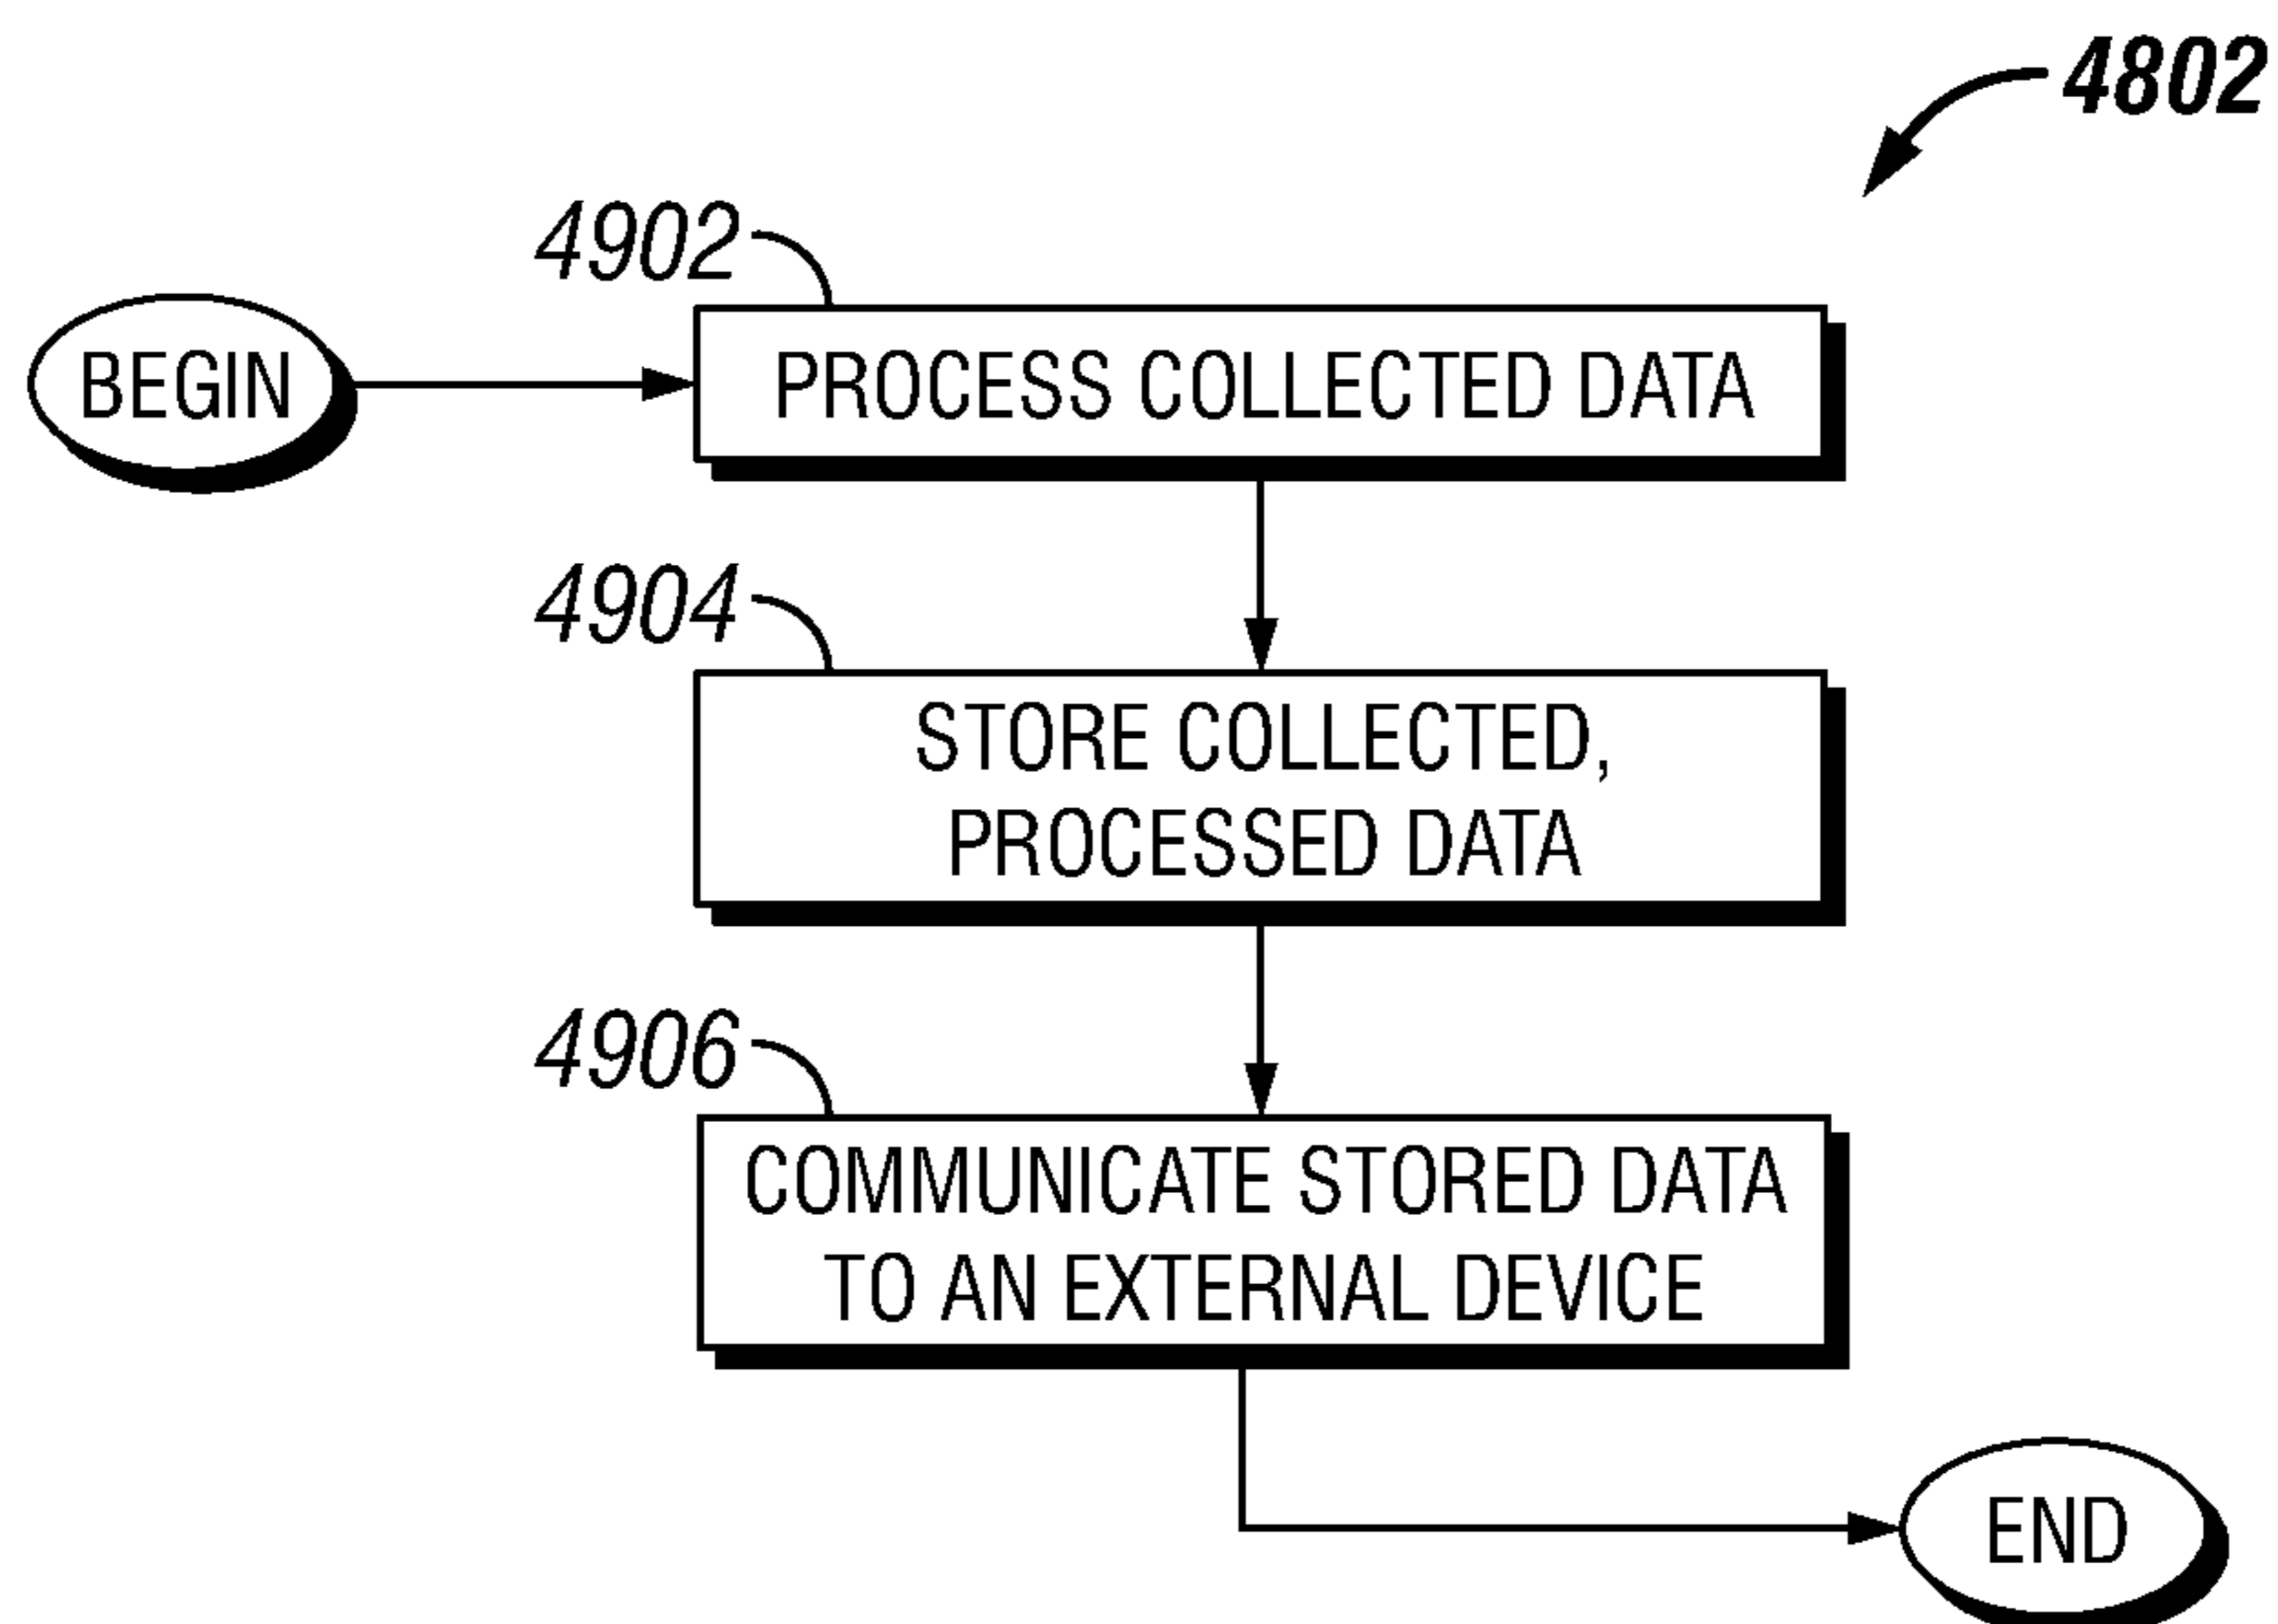 4802
4902
BEGIN
PROCESS COLLECTED DATA
4904
STORE COLLECTED,
PROCESSED DATA
4906
COMMUNICATE STORED DATA
TO AN EXTERNAL DEVICE
END